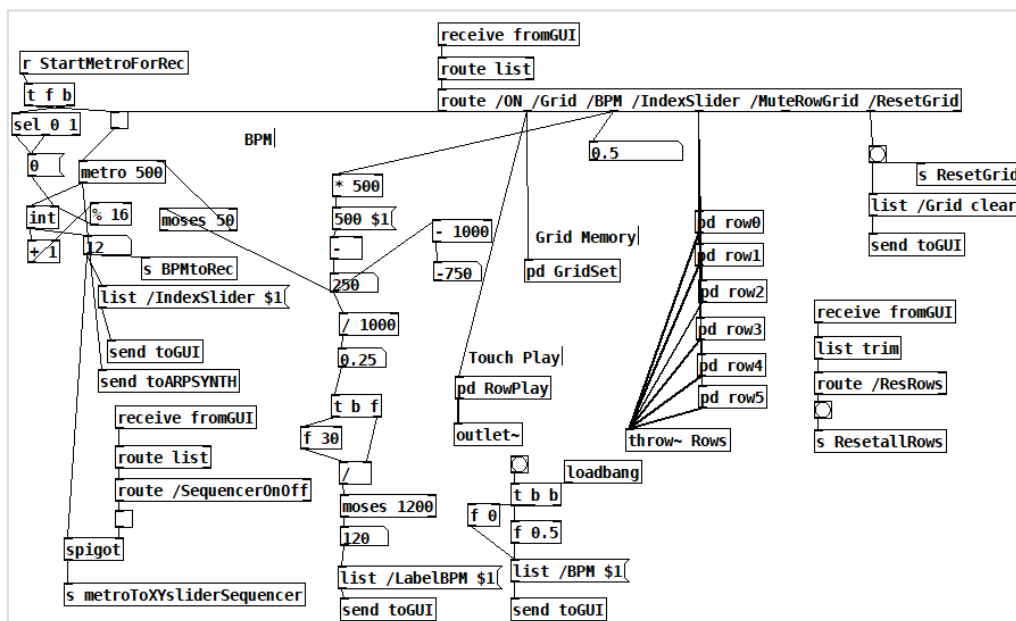 receive fromGUI
r StartMetroForRec
route list
t f b
route /ON /Grid /BPM /IndexSlider /MuteRowGrid /ResetGrid
sel 0 1
BPM
0.5
0
metro 500
* 500
s ResetGrid
int
% 16
moses 50
500 $1
list /Grid clear
+ 1
12
-
- 1000
Grid Memory
pd row0
send toGUI
s BPMtoRec
250
-750
pd GridSet
pd row1
list /IndexSlider $1
pd row2
/ 1000
receive fromGUI
send toGUI
0.25
Touch Play
pd row3
list trim
send toARPSYNTH
pd RowPlay
pd row4
route /ResRows
receive fromGUI
t b f
pd row5
f 30
outlet~
throw~ Rows
s ResetallRows
route list
/
loadbang
route /SequencerOnOff
moses 1200
t b b
f 0
120
f 0.5
spigot
list /LabelBPM $1
list /BPM $1
s metroToXYsliderSequencer
send toGUI
send toGUI